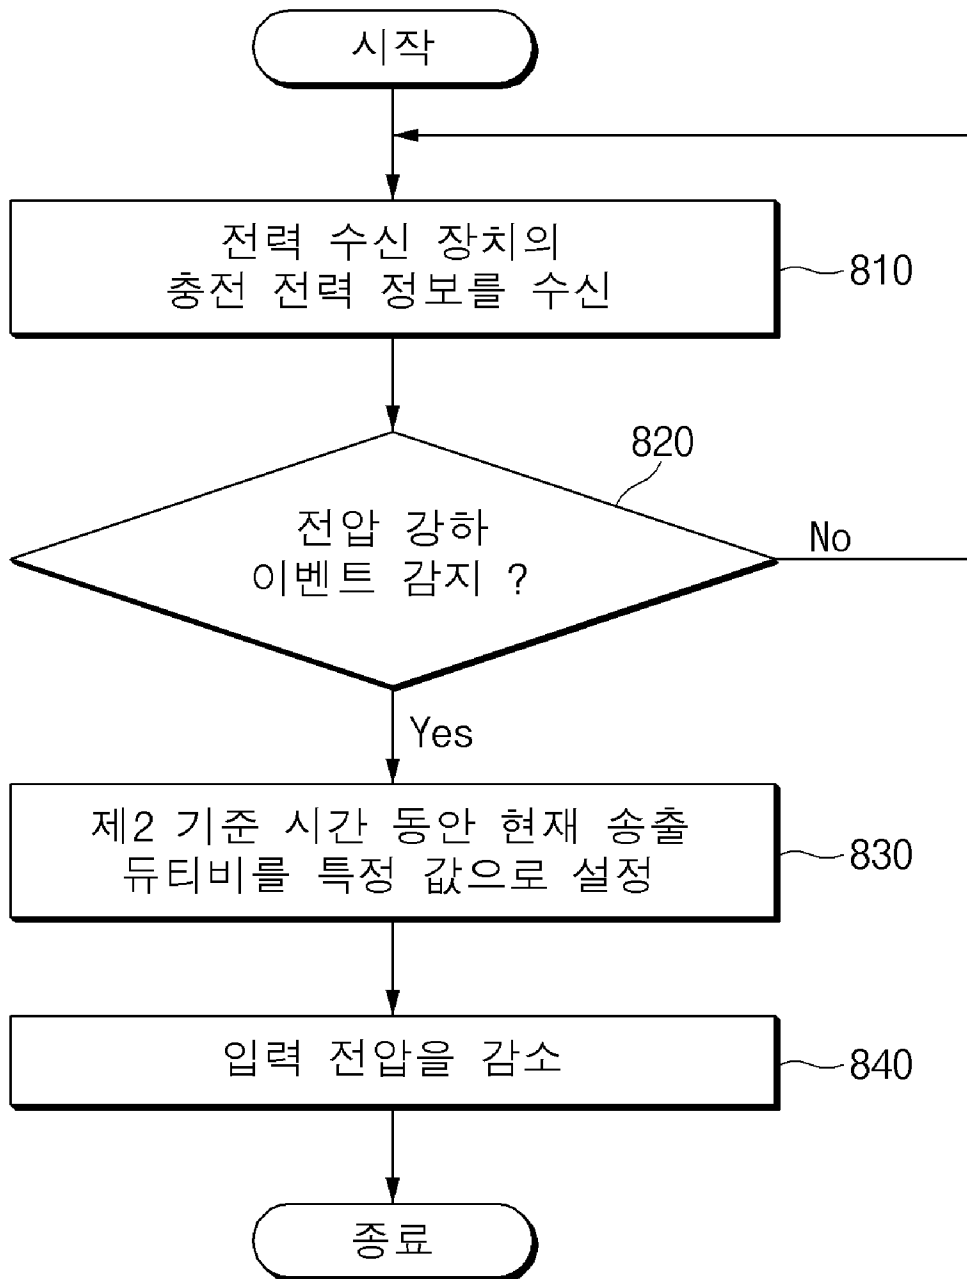 시작
전력 수신 장치의
충전 전력 정보를 수신
810
820
전압 강하
이벤트 감지 ?
No
Yes
제2 기준 시간 동안 현재 송출
듀티비를 특정 값으로 설정
830
입력 전압을 감소
840
종료